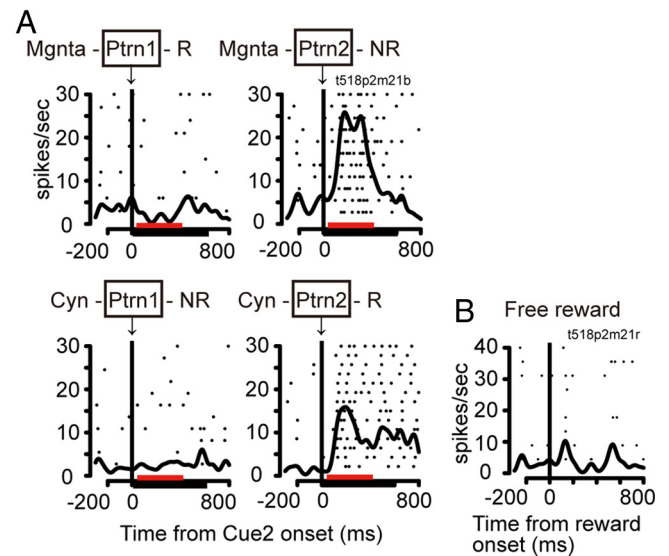 A
Mgnta - Ptrn1 - R
Mgnta - Ptrn2 - NR
t518p2m21b
spikes/sec
30
20
10
0
-200 0 800
30
20
10
0
-200 0 800
Cyn - Ptrn1 - NR
Cyn - Ptrn2 - R
30
20
10
0
-200 0 800
30
20
10
0
-200 0 800
Time from Cue2 onset (ms)
B
Free reward
t518p2m21r
spikes/sec
40
30
20
10
0
-200 0 800
Time from reward
onset (ms)